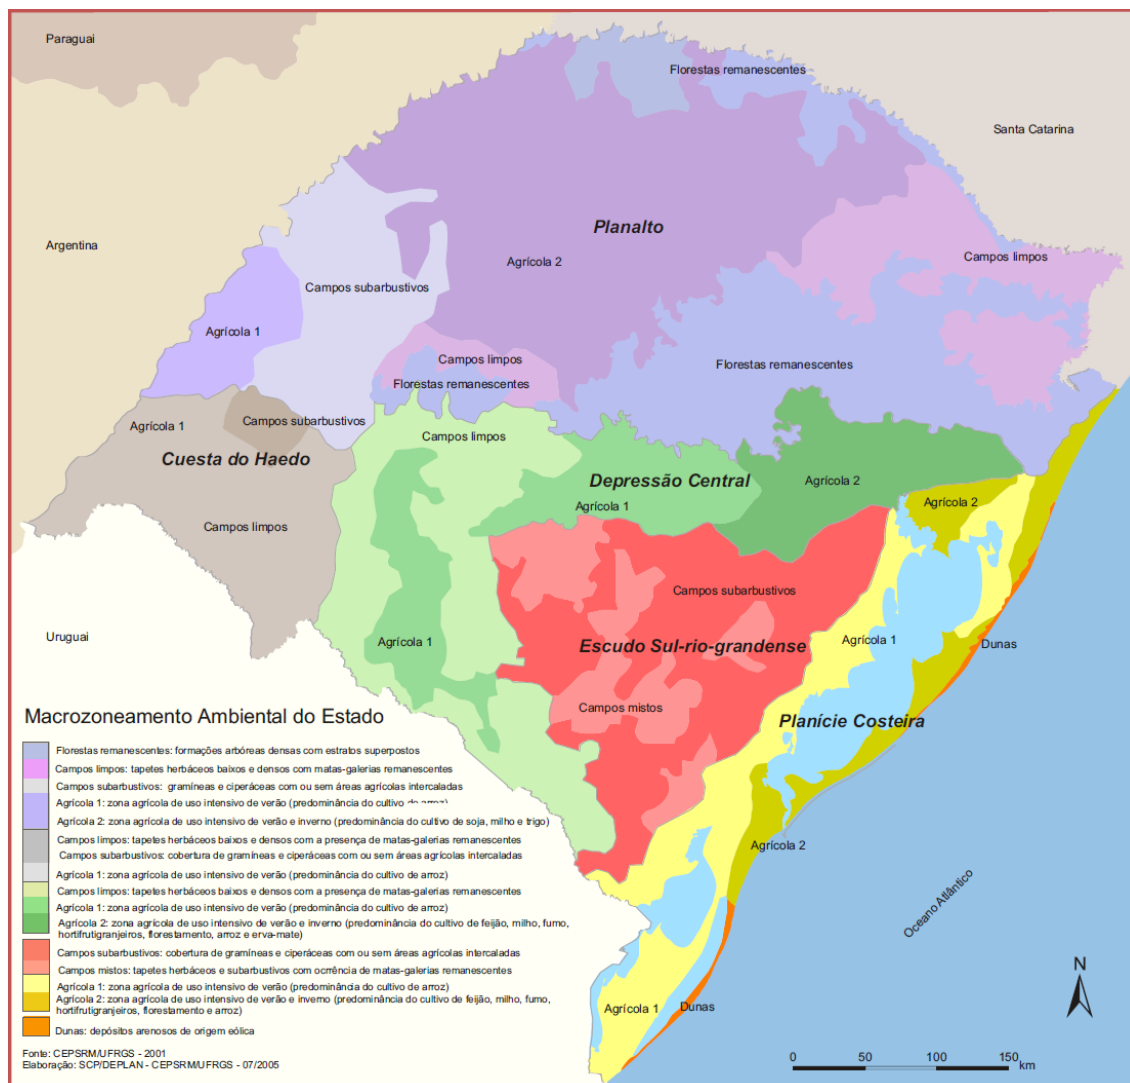 Paraguai
Florestas remanescentes
Santa Catarina
Planalto
Argentina
Agrícola 2
Campos limpos
Campos subarbustivos
Agrícola 1
Campos limpos
Florestas remanescentes
Florestas remanescentes
Agrícola 1
Campos subarbustivos
Campos limpos
Cuesta do Haedo
Depressão Central
Agrícola 2
Agrícola 2
Agrícola 1
Campos limpos
Campos subarbustivos
Uruguai
Agrícola 1
Escudo Sul-rio-grandense
Agrícola 1
Dunas
Campos mistos
Planície Costeira
Agrícola 2
Oceano Atlântico
Agrícola 1
Dunas
Macrozoneamento Ambiental do Estado
Florestas remanescentes: formações arbóreas densas com estratos superpostos
Campos limpos: tapetes herbáceos baixos e densos com matas-galerias remanescentes
Campos subarbustivos: gramíneas e ciperáceas com ou sem áreas agrícolas intercaladas
Agrícola 1: zona agrícola de uso intensivo de verão (predominância do cultivo de arroz)
Agrícola 2: zona agrícola de uso intensivo de verão e inverno (predominância do cultivo de soja, milho e trigo)
Campos limpos: tapetes herbáceos baixos e densos com a presença de matas-galerias remanescentes
Campos subarbustivos: cobertura de gramíneas e ciperáceas com ou sem áreas agrícolas intercaladas
Agrícola 1: zona agrícola de uso intensivo de verão (predominância do cultivo de arroz)
Campos limpos: tapetes herbáceos baixos e densos com a presença de matas-galerias remanescentes
Agrícola 1: zona agrícola de uso intensivo de verão (predominância do cultivo de arroz)
Agrícola 2: zona agrícola de uso intensivo de verão e inverno (predominância do cultivo de feijão, milho, fumo,
hortifrutigranjeiros, florestamento, arroz e erva-mate)
Campos subarbustivos: cobertura de gramíneas e ciperáceas com ou sem áreas agrícolas intercaladas
Campos mistos: tapetes herbáceos e subarbustivos com ocrrência de matas-galerias remanescentes
Agrícola 1: zona agrícola de uso intensivo de verão (predominância do cultivo de arroz)
Agrícola 2: zona agrícola de uso intensivo de verão e inverno (predominância do cultivo de feijão, milho, fumo,
hortifrutigranjeiros, florestamento e arroz)
Dunas: depósitos arenosos de origem eólica
Fonte: CEPSRM/UFRGS - 2001
Elaboração: SCP/DEPLAN - CEPSRM/UFRGS - 07/2005
N
0 50 100 150
km